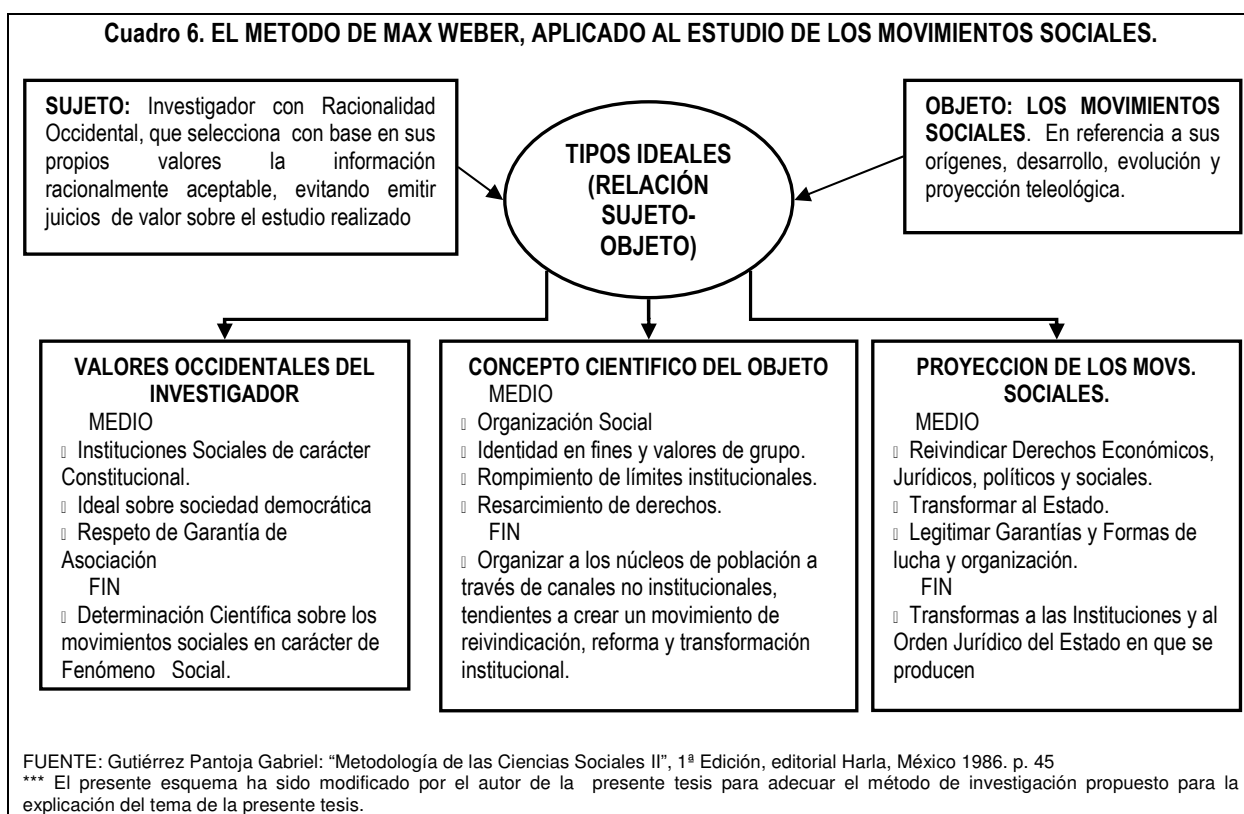 Cuadro 6. EL METODO DE MAX WEBER, APLICADO AL ESTUDIO DE LOS MOVIMIENTOS SOCIALES.
SUJETO: Investigador con Racionalidad
Occidental, que selecciona con base en sus
propios valores la información
racionalmente aceptable, evitando emitir
juicios de valor sobre el estudio realizado
TIPOS IDEALES
(RELACIÓN
SUJETO-
OBJETO)
OBJETO: LOS MOVIMIENTOS
SOCIALES. En referencia a sus
orígenes, desarrollo, evolución y
proyección teleológica.
VALORES OCCIDENTALES DEL
INVESTIGADOR
MEDIO
Instituciones Sociales de carácter
Constitucional.
Ideal sobre sociedad democrática
Respeto de Garantía de
Asociación
FIN
Determinación Científica sobre los
movimientos sociales en carácter de
Fenómeno Social.
CONCEPTO CIENTIFICO DEL OBJETO
MEDIO
Organización Social
Identidad en fines y valores de grupo.
Rompimiento de límites institucionales.
Resarcimiento de derechos.
FIN
Organizar a los núcleos de población a
través de canales no institucionales,
tendientes a crear un movimiento de
reivindicación, reforma y transformación
institucional.
PROYECCION DE LOS MOVS.
SOCIALES.
MEDIO
Reivindicar Derechos Económicos,
Jurídicos, políticos y sociales.
Transformar al Estado.
Legitimar Garantías y Formas de
lucha y organización.
FIN
Transformas a las Instituciones y al
Orden Jurídico del Estado en que se
producen
FUENTE: Gutiérrez Pantoja Gabriel: “Metodología de las Ciencias Sociales II”, 1ª Edición, editorial Harla, México 1986. p. 45
*** El presente esquema ha sido modificado por el autor de la presente tesis para adecuar el método de investigación propuesto para la
explicación del tema de la presente tesis.